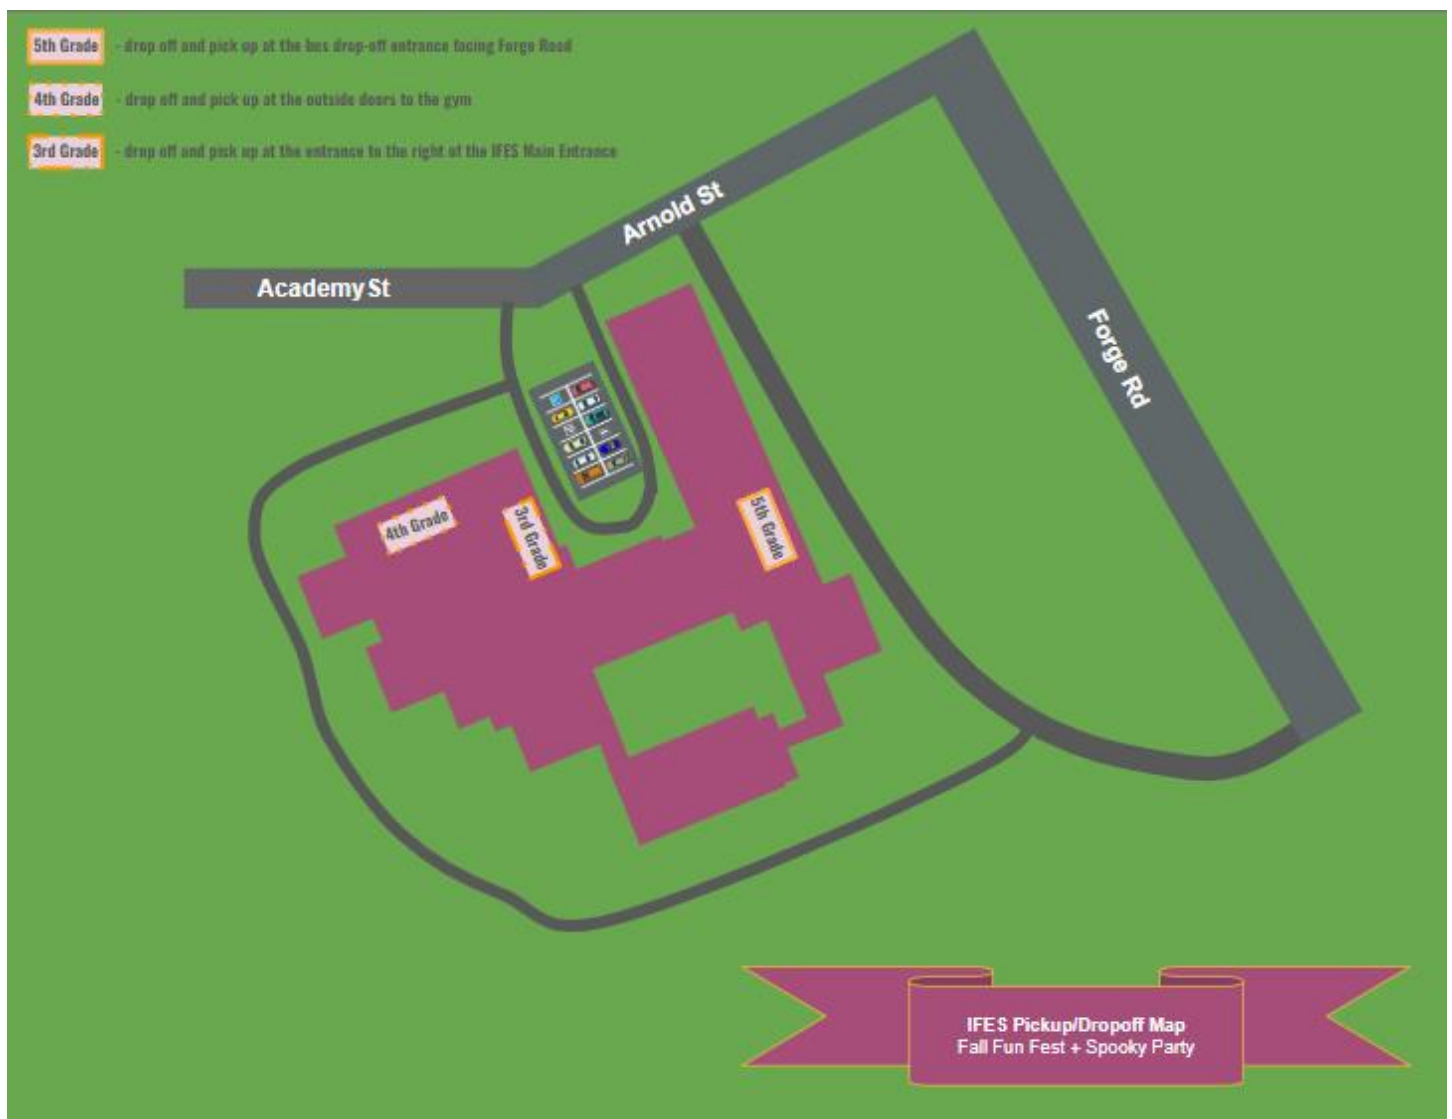 5th Grade - drop off and pick up at the bus drop-off entrance facing Forge Road
4th Grade - drop off and pick up at the outside doors to the gym
3rd Grade - drop off and pick up at the entrance to the right of the IFES Main Entrance
Arnold St
Academy St
Forge Rd
4th Grade
3rd Grade
5th Grade
IFES Pickup/Dropoff Map
Fall Fun Fest + Spooky Party